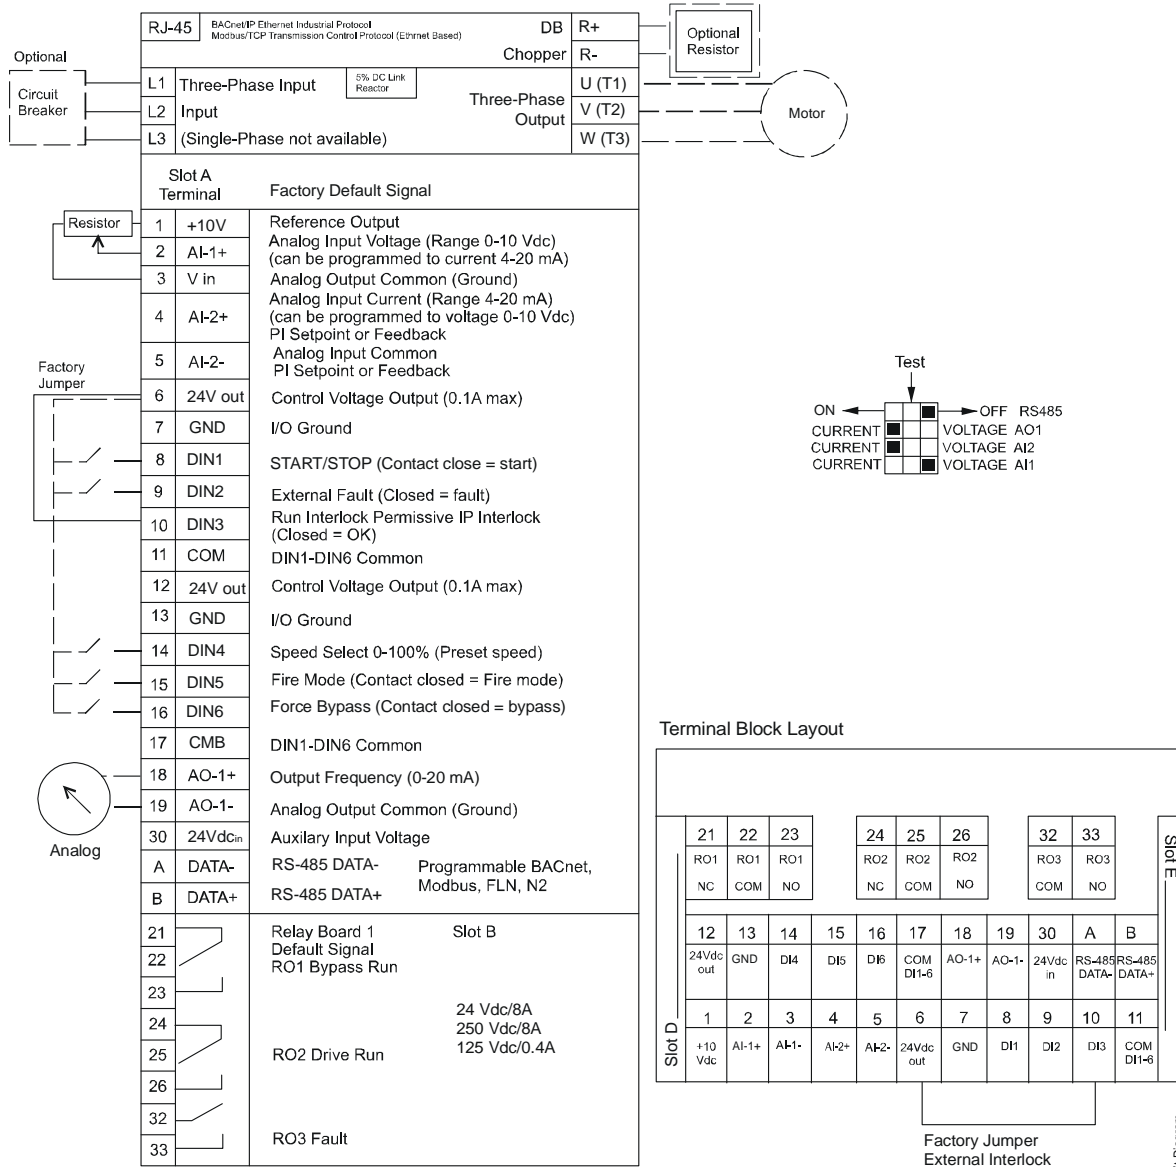 RJ-45 BACnet/IP Ethernet Industrial Protocol
Modbus/TCP Transmission Control Protocol (Ethrnet Based)
DB R+
Chopper R-
Optional
Resistor
Optional
Circuit
Breaker
L1 Three-Phase Input
5% DC Link
Reactor
L2 Input
L3 (Single-Phase not available)
Three-Phase
Output
U (T1)
V (T2)
W (T3)
Motor
Slot A
Terminal
Factory Default Signal
Resistor
1 +10V Reference Output
2 AI-1+ Analog Input Voltage (Range 0-10 Vdc)
(can be programmed to current 4-20 mA)
3 V in Analog Output Common (Ground)
4 AI-2+ Analog Input Current (Range 4-20 mA)
(can be programmed to voltage 0-10 Vdc)
PI Setpoint or Feedback
5 AI-2- Analog Input Common
PI Setpoint or Feedback
Factory
Jumper
6 24V out Control Voltage Output (0.1A max)
7 GND I/O Ground
8 DIN1 START/STOP (Contact close = start)
9 DIN2 External Fault (Closed = fault)
10 DIN3 Run Interlock Permissive IP Interlock
(Closed = OK)
11 COM DIN1-DIN6 Common
12 24V out Control Voltage Output (0.1A max)
13 GND I/O Ground
14 DIN4 Speed Select 0-100% (Preset speed)
15 DIN5 Fire Mode (Contact closed = Fire mode)
16 DIN6 Force Bypass (Contact closed = bypass)
17 CMB DIN1-DIN6 Common
18 AO-1+ Output Frequency (0-20 mA)
19 AO-1- Analog Output Common (Ground)
Analog
30 24Vdcin Auxilary Input Voltage
A DATA- RS-485 DATA-
B DATA+ RS-485 DATA+
Programmable BACnet,
Modbus, FLN, N2
21
22
23
24
25
26
32
33
Relay Board 1
Default Signal
RO1 Bypass Run
Slot B
24 Vdc/8A
250 Vdc/8A
125 Vdc/0.4A
RO2 Drive Run
RO3 Fault
Test
ON OFF RS485
CURRENT VOLTAGE AO1
CURRENT VOLTAGE AI2
CURRENT VOLTAGE AI1
Terminal Block Layout
Slot D
Slot E
21 22 23 24 25 26 32 33
RO1 RO1 RO1 RO2 RO2 RO2 RO3 RO3
NC COM NO NC COM NO COM NO
12 13 14 15 16 17 18 19 30 A B
24Vdc GND DI4 DI5 DI6 COM AO-1+ AO-1- 24Vdc RS-485 RS-485
out DI1-6 in DATA- DATA+
1 2 3 4 5 6 7 8 9 10 11
+10 AI-1+ AI-1- AI-2+ AI-2- 24Vdc GND DI1 DI2 DI3 COM
Vdc out DI1-6
Factory Jumper
External Interlock